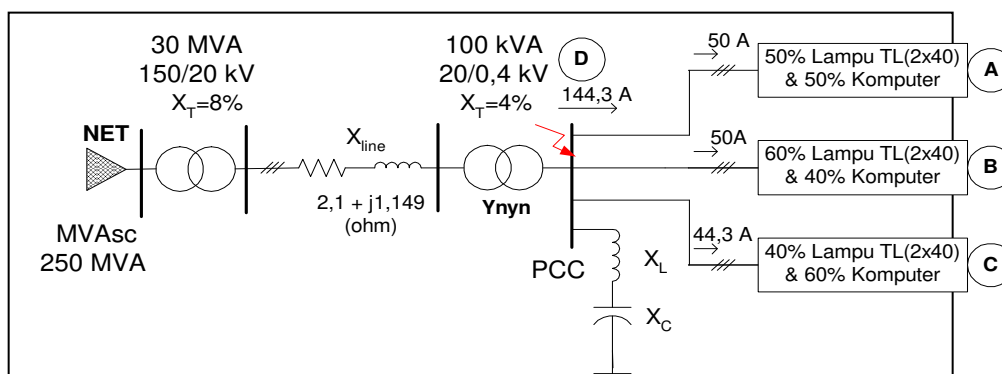 30 MVA
150/20 kV
X_T=8%
100 kVA
20/0,4 kV
X_T=4%
D
144,3 A
50 A
50% Lampu TL(2x40)
& 50% Komputer
A
NET
X_line
50A
60% Lampu TL(2x40)
& 40% Komputer
B
2,1 + j1,149
(ohm)
Ynyn
MVAsc
250 MVA
PCC
X_L
X_C
44,3 A
40% Lampu TL(2x40)
& 60% Komputer
C